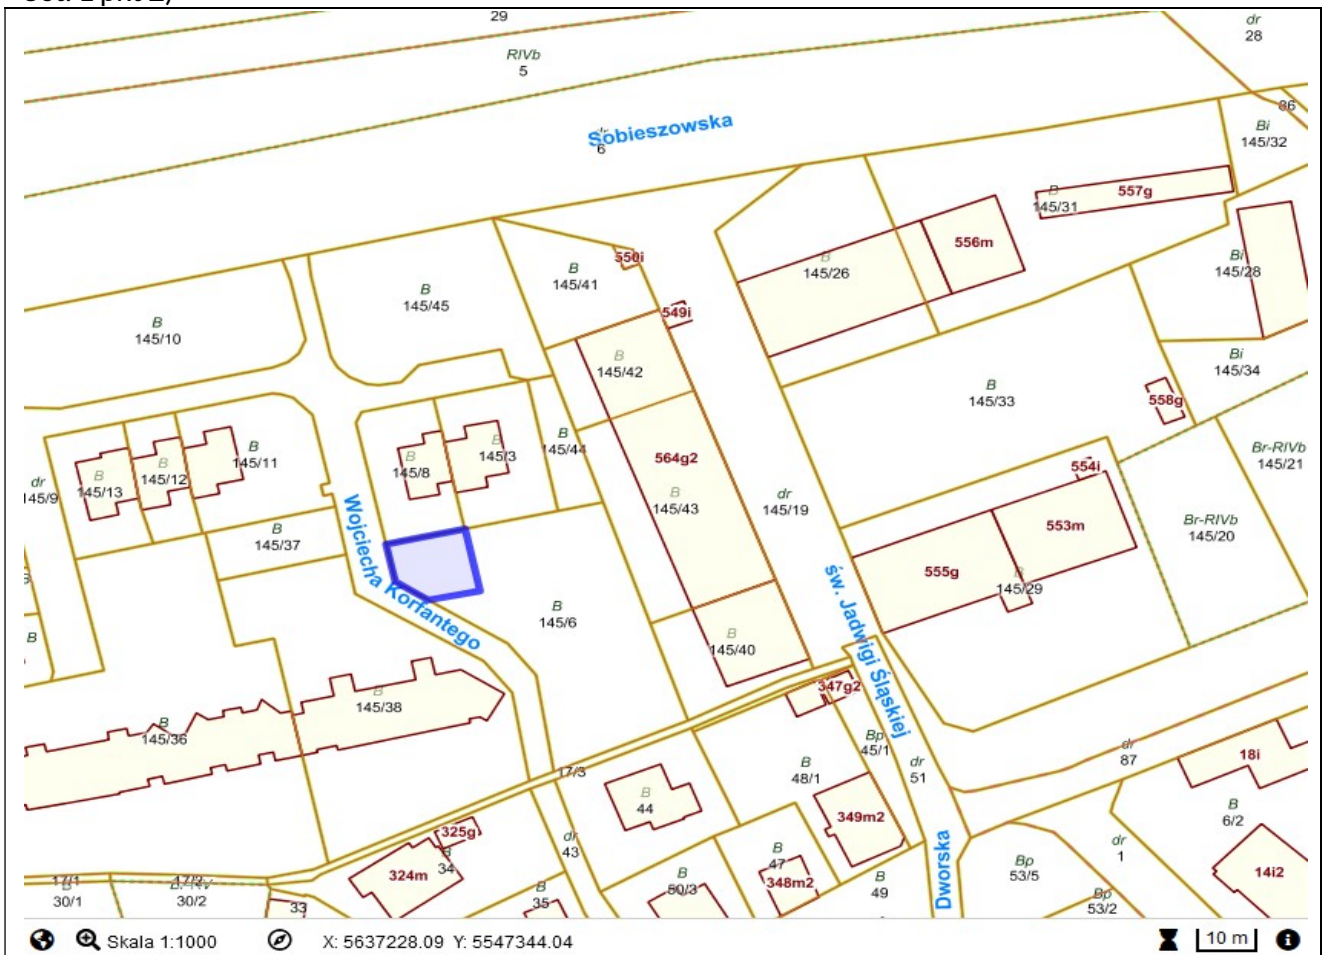 29
dr
28
RIVb
5
86
Sobieszowska
6
Bi
145/32
B
145/31
557g
556m
B
145/26
Bi
145/28
550i
B
145/41
B
145/45
549i
B
145/10
B
145/42
Bi
145/34
B
145/33
558g
B
145/44
B
145/3
B
145/8
B
145/11
B
145/12
B
145/13
dr
145/9
564g2
B
145/43
dr
145/19
554i
553m
Br-RIVb
145/21
Br-RIVb
145/20
Wojciecha Korfantego
B
145/37
555g
B
145/29
św. Jadwigi Śląskiej
B
145/6
B
B
145/40
347g2
B
145/38
B
145/36
Bp
45/1
dr
51
dr
87
18i
17/3
B
48/1
B
44
349m2
B
6/2
325g
B
34
dr
43
B
47
348m2
Dworska
dr
1
Bp
53/5
14i2
324m
17/1
B
30/1
17/2
30/2
33
B
35
B
50/3
B
49
Bp
53/2
Skala 1:1000
X: 5637228.09 Y: 5547344.04
10 m